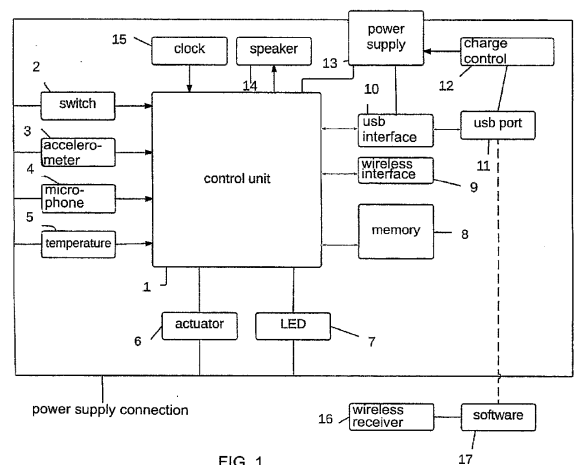 15
clock
speaker
power
supply
charge
control
13
14
12
2
switch
10
usb
interface
usb port
11
3
accelero-
meter
control unit
wireless
interface
9
4
micro-
phone
5
temperature
memory
8
1
actuator
LED
6
7
power supply connection
16
wireless
receiver
software
17
FIG. 1